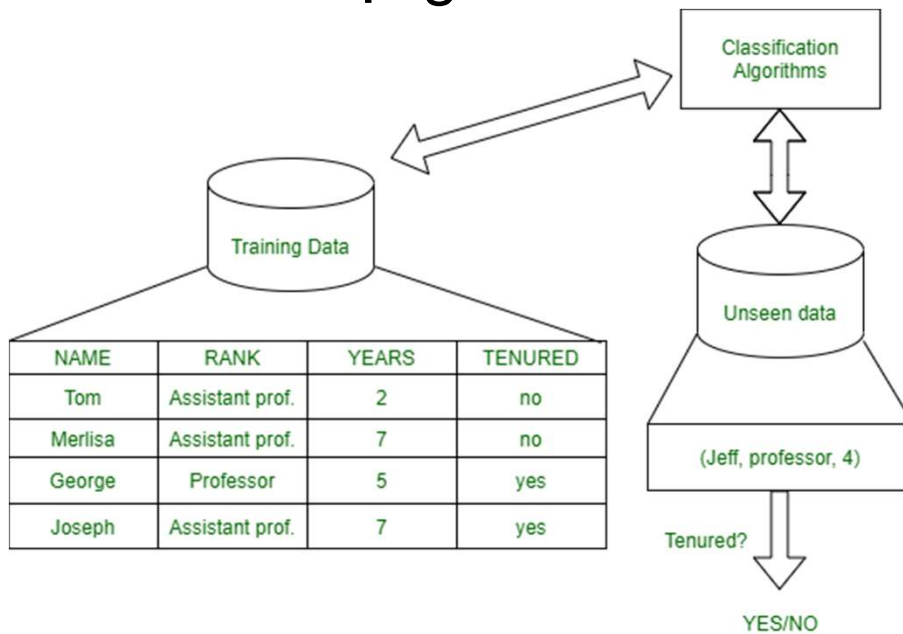 Classification
Algorithms
Training Data
Unseen data
NAME RANK YEARS TENURED
Tom Assistant prof. 2 no
Merlisa Assistant prof. 7 no
George Professor 5 yes
Joseph Assistant prof. 7 yes
(Jeff, professor, 4)
Tenured?
YES/NO